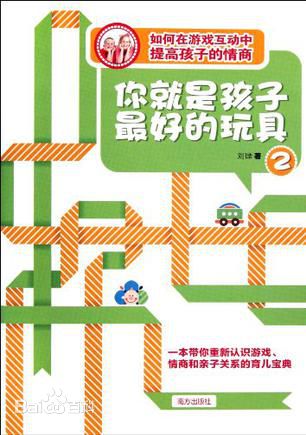 如何在游戏互动中
提高孩子的情商
你就是孩子
最好的玩具
2
刘璌 著
一本带你重新认识游戏、
情商和亲子关系的育儿宝典
南方出版社
Baidu百科